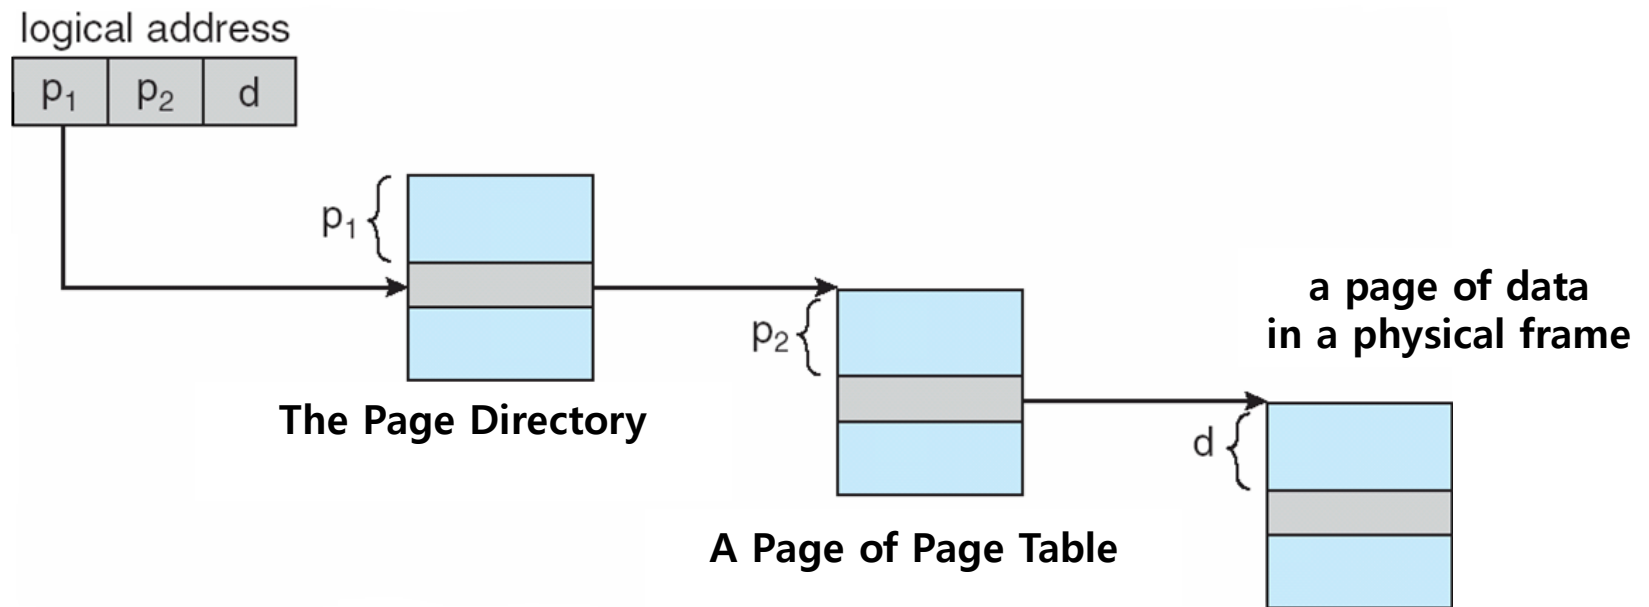 logical address
p₁ p₂ d
p₁
The Page Directory
p₂
A Page of Page Table
a page of data
in a physical frame
d